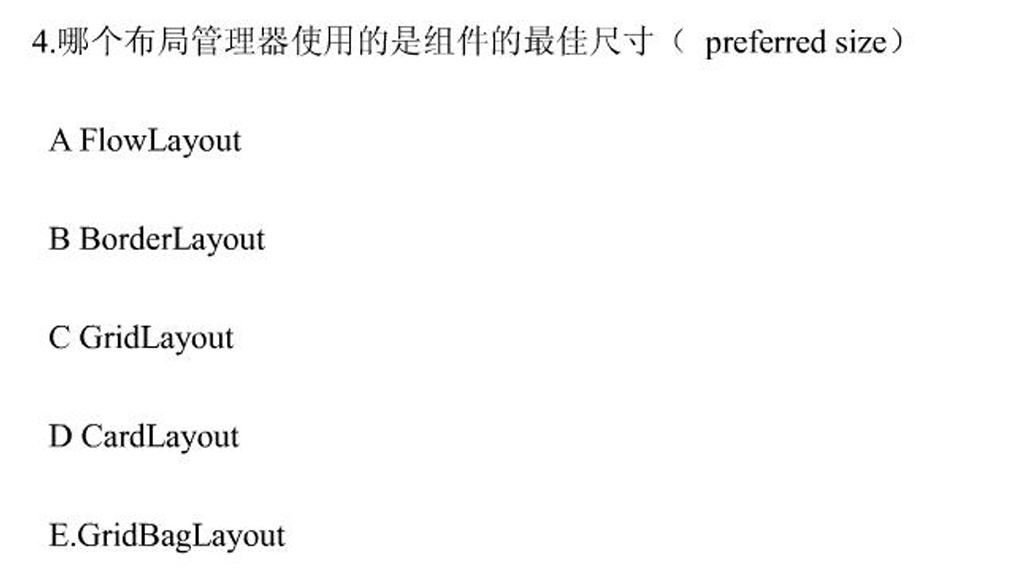 4.哪个布局管理器使用的是组件的最佳尺寸（ preferred size）
A FlowLayout
B BorderLayout
C GridLayout
D CardLayout
E.GridBagLayout